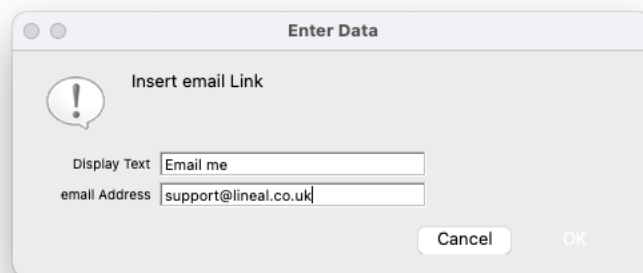 Enter Data
Insert email Link
Display Text Email me
email Address support@lineal.co.uk
Cancel OK